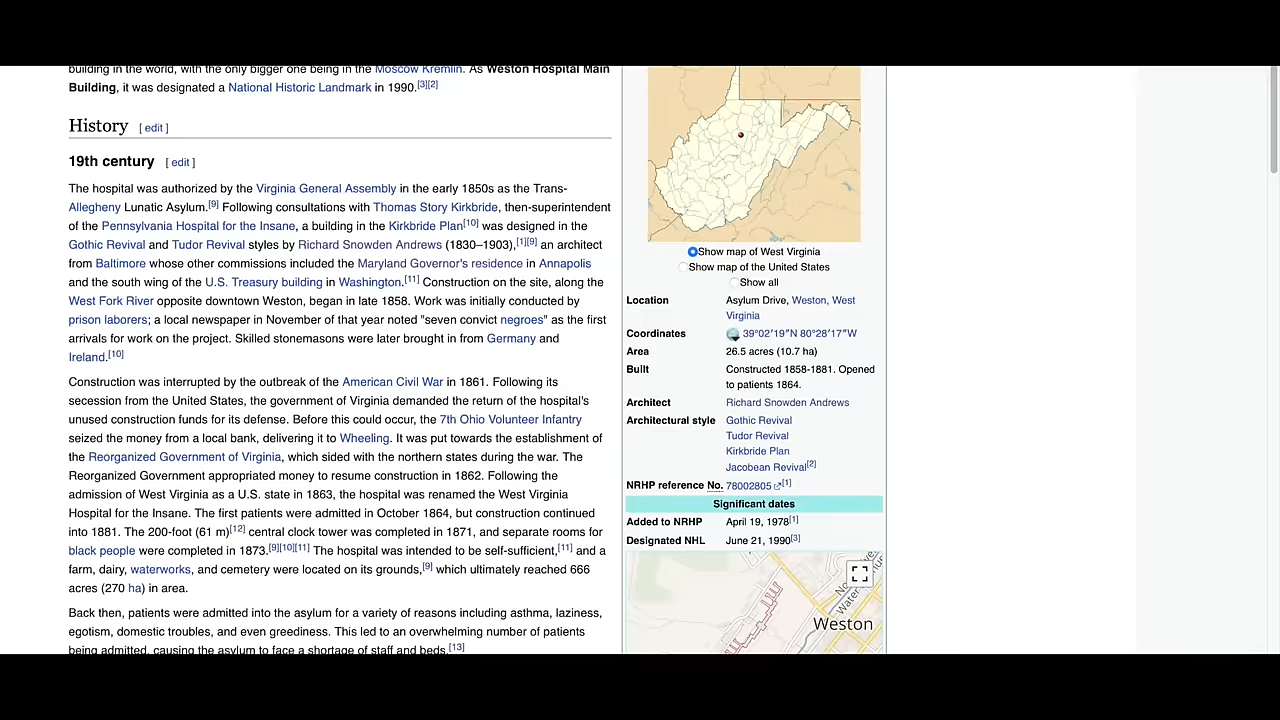 building in the world, with the only bigger one being in the Moscow Kremlin. As Weston Hospital Main
Building, it was designated a National Historic Landmark in 1990.[3][2]
History [ edit ]
19th century [ edit ]
The hospital was authorized by the Virginia General Assembly in the early 1850s as the Trans-
Allegheny Lunatic Asylum.[9] Following consultations with Thomas Story Kirkbride, then-superintendent
of the Pennsylvania Hospital for the Insane, a building in the Kirkbride Plan[10] was designed in the
Gothic Revival and Tudor Revival styles by Richard Snowden Andrews (1830–1903),[1][9] an architect
from Baltimore whose other commissions included the Maryland Governor's residence in Annapolis
and the south wing of the U.S. Treasury building in Washington.[11] Construction on the site, along the
West Fork River opposite downtown Weston, began in late 1858. Work was initially conducted by
prison laborers; a local newspaper in November of that year noted "seven convict negroes" as the first
arrivals for work on the project. Skilled stonemasons were later brought in from Germany and
Ireland.[10]
Construction was interrupted by the outbreak of the American Civil War in 1861. Following its
secession from the United States, the government of Virginia demanded the return of the hospital's
unused construction funds for its defense. Before this could occur, the 7th Ohio Volunteer Infantry
seized the money from a local bank, delivering it to Wheeling. It was put towards the establishment of
the Reorganized Government of Virginia, which sided with the northern states during the war. The
Reorganized Government appropriated money to resume construction in 1862. Following the
admission of West Virginia as a U.S. state in 1863, the hospital was renamed the West Virginia
Hospital for the Insane. The first patients were admitted in October 1864, but construction continued
into 1881. The 200-foot (61 m)[12] central clock tower was completed in 1871, and separate rooms for
black people were completed in 1873.[9][10][11] The hospital was intended to be self-sufficient,[11] and a
farm, dairy, waterworks, and cemetery were located on its grounds,[9] which ultimately reached 666
acres (270 ha) in area.
Back then, patients were admitted into the asylum for a variety of reasons including asthma, laziness,
egotism, domestic troubles, and even greediness. This led to an overwhelming number of patients
being admitted, causing the asylum to face a shortage of staff and beds.[13]
Show map of West Virginia
Show map of the United States
Show all
Location Asylum Drive, Weston, West
Virginia
Coordinates 39°02′19″N 80°28′17″W
Area 26.5 acres (10.7 ha)
Built Constructed 1858-1881. Opened
to patients 1864.
Architect Richard Snowden Andrews
Architectural style Gothic Revival
Tudor Revival
Kirkbride Plan
Jacobean Revival[2]
NRHP reference No. 78002805[1]
Significant dates
Added to NRHP April 19, 1978[1]
Designated NHL June 21, 1990[3]
Water
Weston